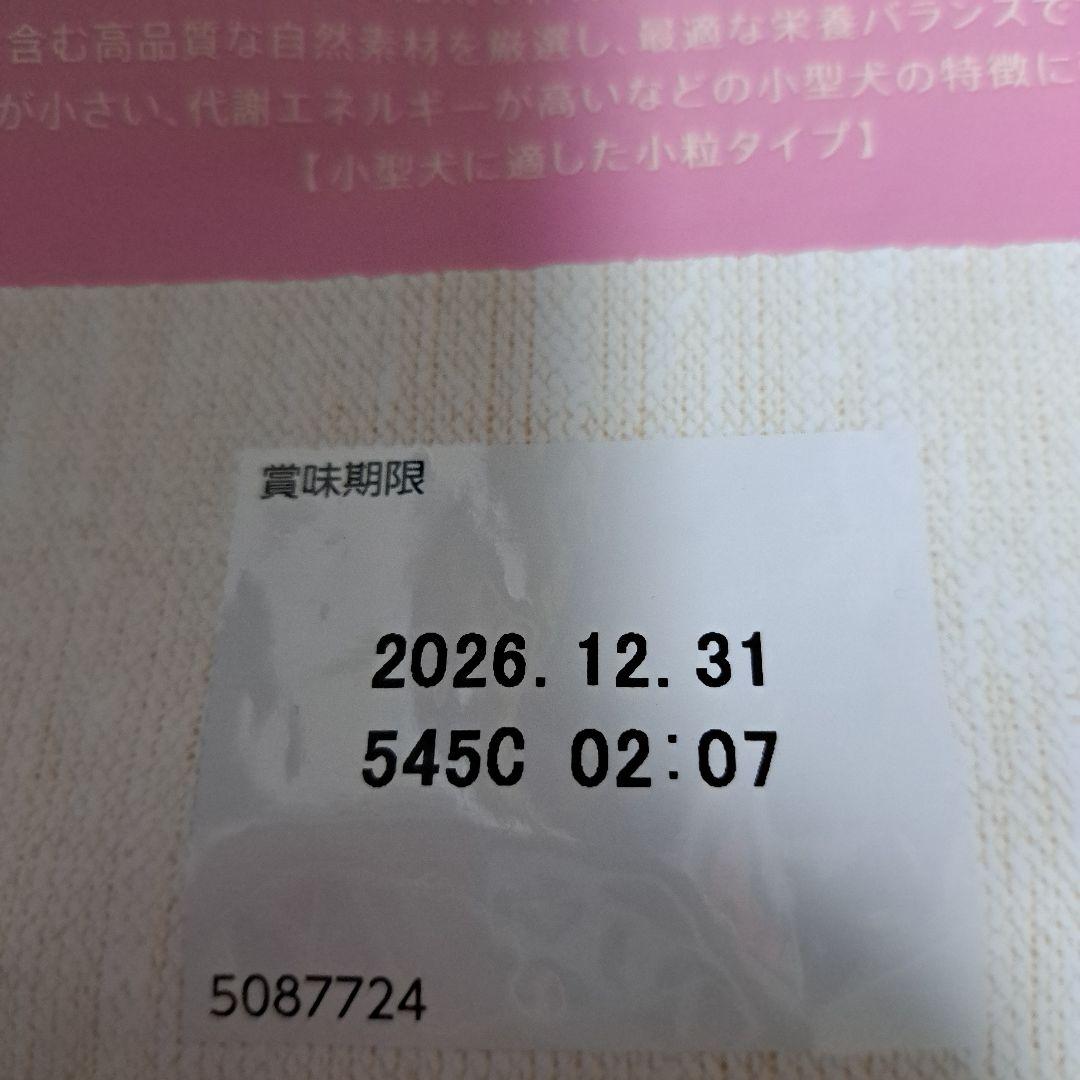 含む高品質な自然素材を厳選し、最適な栄養バランスで
が小さい、代謝エネルギーが高いなどの小型犬の特徴に
【小型犬に適した小粒タイプ】
賞味期限
2026.12.31
545C 02:07
5087724